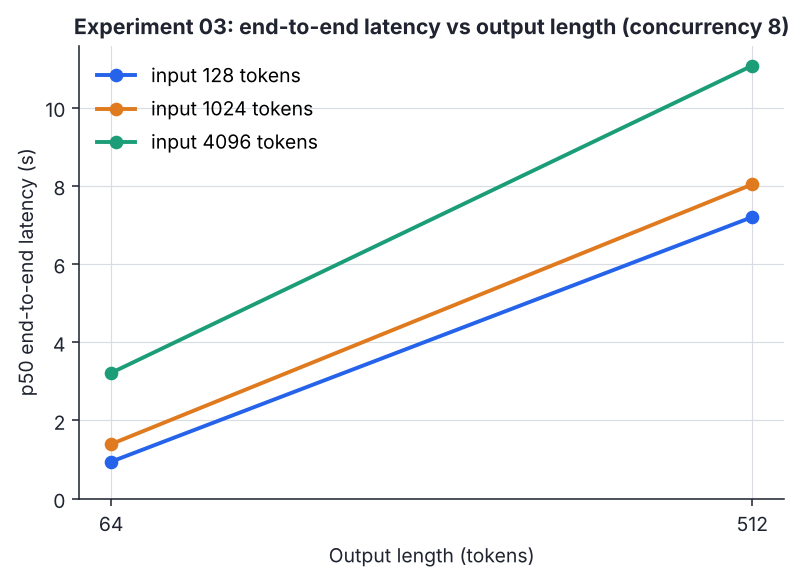 Experiment 03: end-to-end latency vs output length (concurrency 8)
input 128 tokens
input 1024 tokens
input 4096 tokens
p50 end-to-end latency (s)
10
8
6
4
2
0
64
512
Output length (tokens)